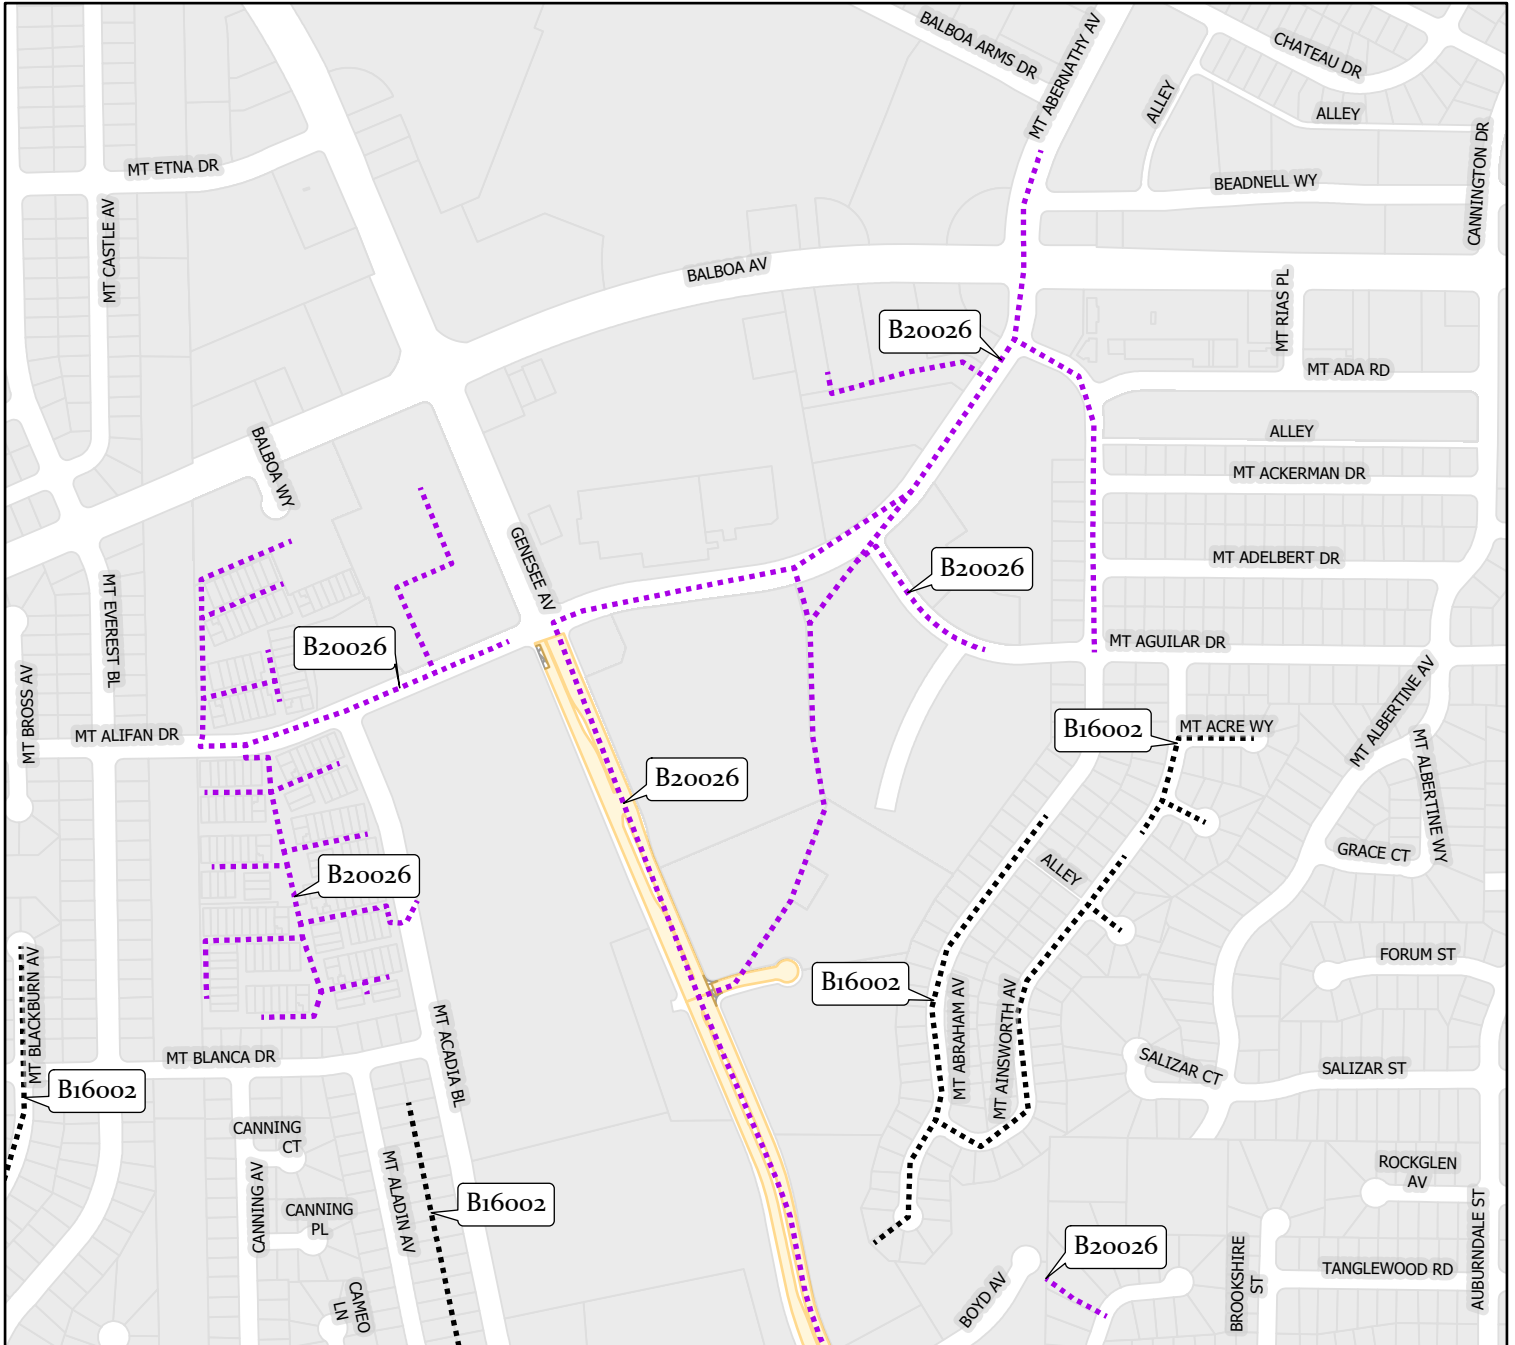 BALBOA ARMS DR
MT ABERNATHY AV
CHATEAU DR
ALLEY
ALLEY
CANNINGTON DR
MT ETNA DR
BEADNELL WY
MT CASTLE AV
BALBOA AV
MT RIAS PL
B20026
MT ADA RD
BALBOA WY
ALLEY
MT ACKERMAN DR
GENESEE AV
MT ADELBERT DR
B20026
MT EVEREST BL
B20026
MT AGUILAR DR
MT BROSS AV
MT ALBERTINE AV
MT ALIFAN DR
B16002
MT ACRE WY
B20026
MT ALBERTINE WY
GRACE CT
ALLEY
B20026
FORUM ST
MT BLACKBURN AV
B16002
MT ABRAHAM AV
MT AINSWORTH AV
MT BLANCA DR
MT ACADIA BL
SALIZAR CT
SALIZAR ST
B16002
CANNING
CT
ROCKGLEN
AV
MT ALADIN AV
B16002
CANNING AV
CANNING
PL
AUBURNDALE ST
B20026
BROOKSHIRE
ST
TANGLEWOOD RD
BOYD AV
CAMEO
LN